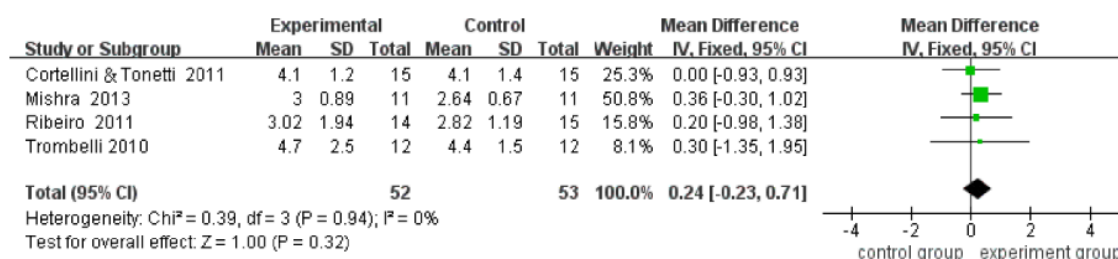 Experimental Control Mean Difference Mean Difference
Study or Subgroup Mean SD Total Mean SD Total Weight IV, Fixed, 95% CI IV, Fixed, 95% CI
Cortellini & Tonetti 2011 4.1 1.2 15 4.1 1.4 15 25.3% 0.00 [-0.93, 0.93]
Mishra 2013 3 0.89 11 2.64 0.67 11 50.8% 0.36 [-0.30, 1.02]
Ribeiro 2011 3.02 1.94 14 2.82 1.19 15 15.8% 0.20 [-0.98, 1.38]
Trombelli 2010 4.7 2.5 12 4.4 1.5 12 8.1% 0.30 [-1.35, 1.95]
Total (95% CI) 52 53 100.0% 0.24 [-0.23, 0.71]
Heterogeneity: Chi² = 0.39, df = 3 (P = 0.94); I² = 0%
Test for overall effect: Z = 1.00 (P = 0.32)
-4 -2 0 2 4
control group experiment group